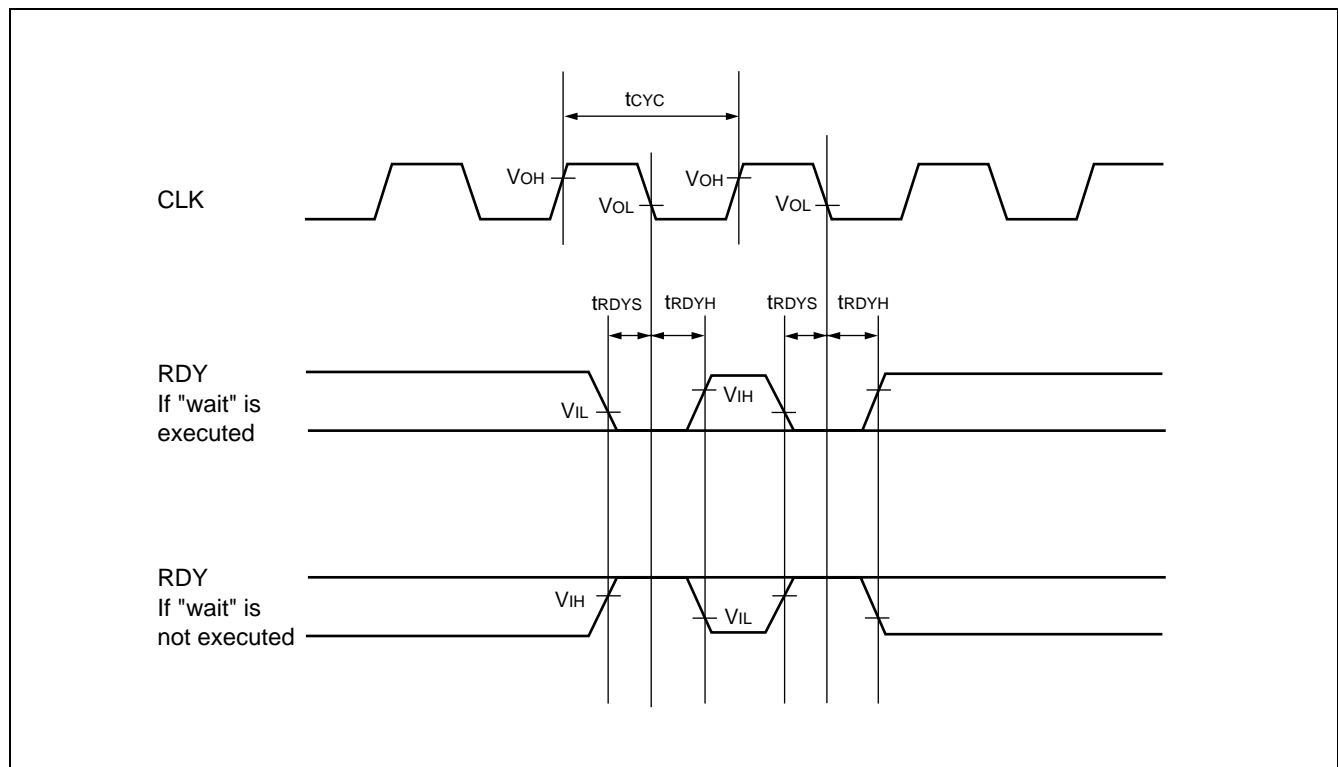 tCYC
VOH
VOH
CLK
VOL
VOL
tRDYS
tRDYH
tRDYS
tRDYH
RDY
If "wait" is
executed
VIL
VIH
RDY
If "wait" is
not executed
VIH
VIL